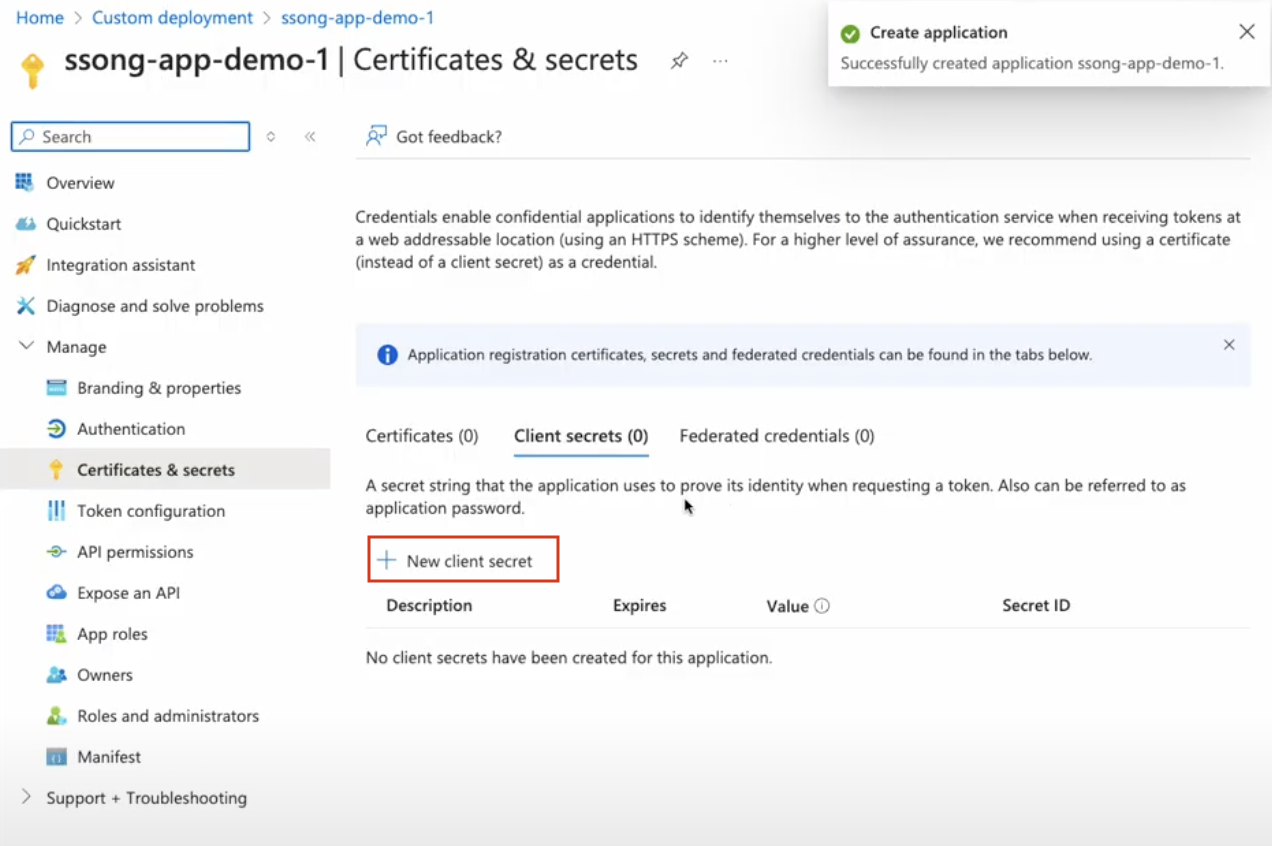 Home > Custom deployment > ssong-app-demo-1
ssong-app-demo-1 | Certificates & secrets
Create application
Successfully created application ssong-app-demo-1.
Search
Overview
Quickstart
Integration assistant
Diagnose and solve problems
Manage
Branding & properties
Authentication
Certificates & secrets
Token configuration
API permissions
Expose an API
App roles
Owners
Roles and administrators
Manifest
Support + Troubleshooting
Got feedback?
Credentials enable confidential applications to identify themselves to the authentication service when receiving tokens at
a web addressable location (using an HTTPS scheme). For a higher level of assurance, we recommend using a certificate
(instead of a client secret) as a credential.
Application registration certificates, secrets and federated credentials can be found in the tabs below.
Certificates (0) Client secrets (0) Federated credentials (0)
A secret string that the application uses to prove its identity when requesting a token. Also can be referred to as
application password.
New client secret
Description Expires Value Secret ID
No client secrets have been created for this application.